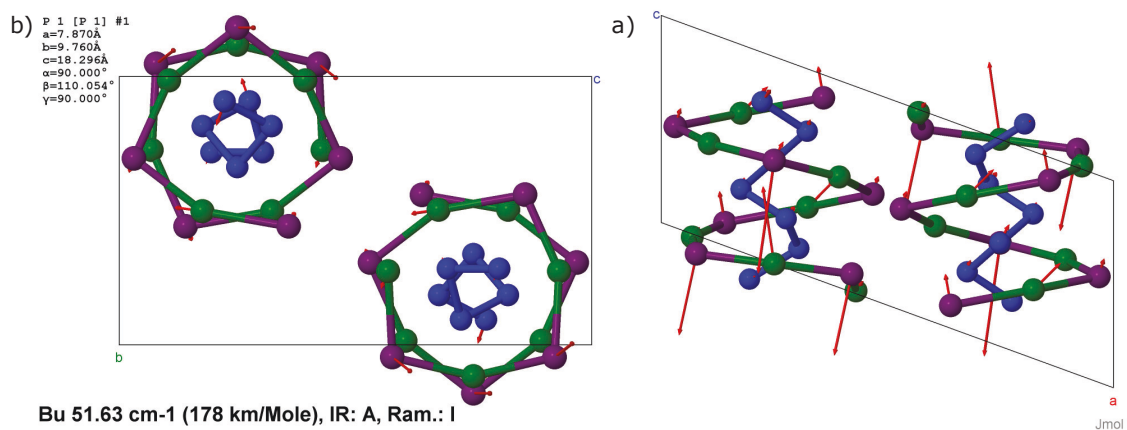 b)
P 1 [P 1] #1
a=7.870Å
b=9.760Å
c=18.296Å
α=90.000°
β=110.054°
γ=90.000°
c
b
Bu 51.63 cm-1 (178 km/Mole), IR: A, Ram.: I
a)
c
a
Jmol